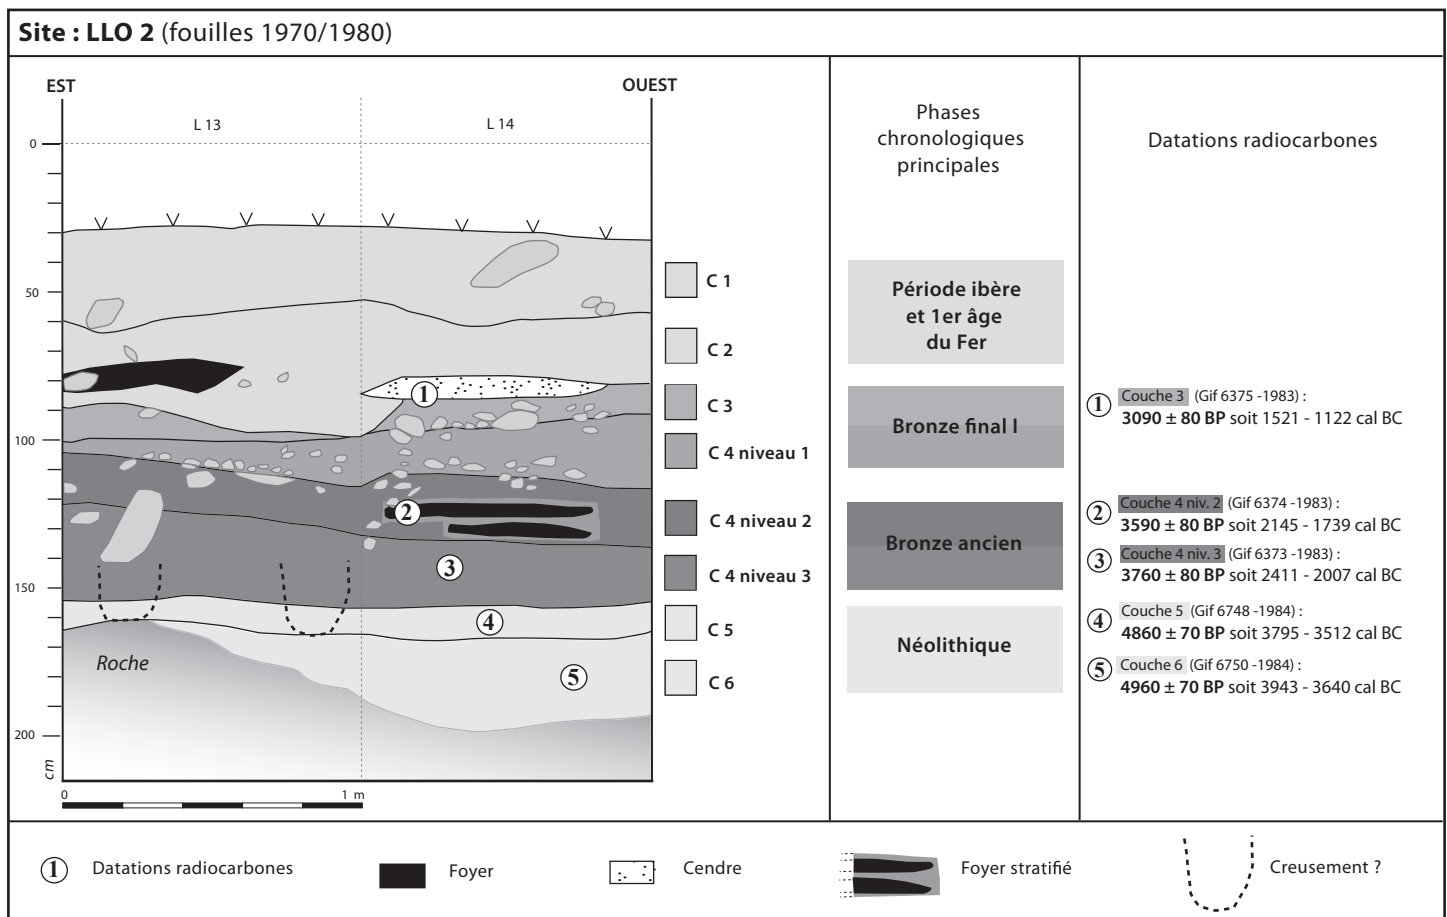 Site : LLO 2 (fouilles 1970/1980)
EST
OUEST
L 13
L 14
0
50
100
150
200
cm
0
1 m
Roche
1
2
3
4
5
C 1
C 2
C 3
C 4 niveau 1
C 4 niveau 2
C 4 niveau 3
C 5
C 6
Phases
chronologiques
principales
Période ibère
et 1er âge
du Fer
Bronze final I
Bronze ancien
Néolithique
Datations radiocarbones
1 Couche 3 (Gif 6375 -1983) :
3090 ± 80 BP soit 1521 - 1122 cal BC
2 Couche 4 niv. 2 (Gif 6374 -1983) :
3590 ± 80 BP soit 2145 - 1739 cal BC
3 Couche 4 niv. 3 (Gif 6373 -1983) :
3760 ± 80 BP soit 2411 - 2007 cal BC
4 Couche 5 (Gif 6748 -1984) :
4860 ± 70 BP soit 3795 - 3512 cal BC
5 Couche 6 (Gif 6750 -1984) :
4960 ± 70 BP soit 3943 - 3640 cal BC
1 Datations radiocarbones
Foyer
Cendre
Foyer stratifié
Creusement ?